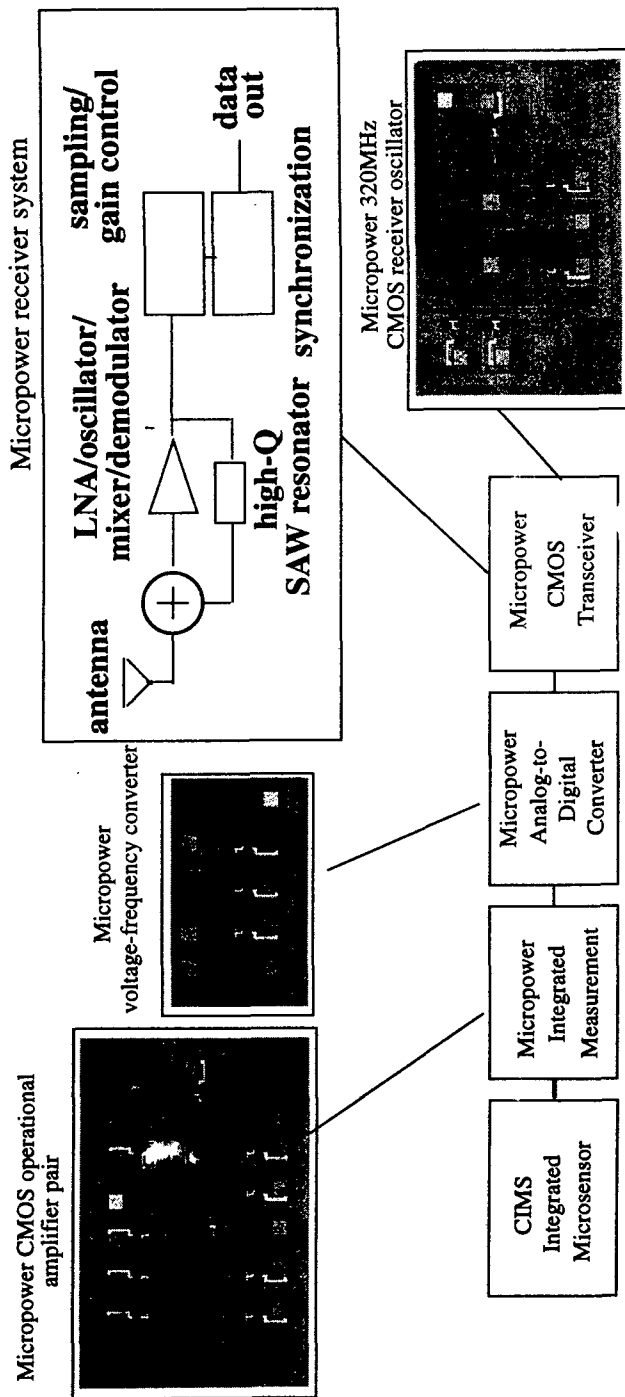 Micropower CMOS operational
amplifier pair
Micropower
voltage-frequency converter
Micropower receiver system
antenna
LNA/oscillator/
mixer/demodulator
sampling/
gain control
high-Q
SAW resonator
synchronization
data
out
Micropower 320MHz
CMOS receiver oscillator
CIMS
Integrated
Microsensor
Micropower
Integrated
Measurement
Micropower
Analog-to-
Digital
Converter
Micropower
CMOS
Transceiver